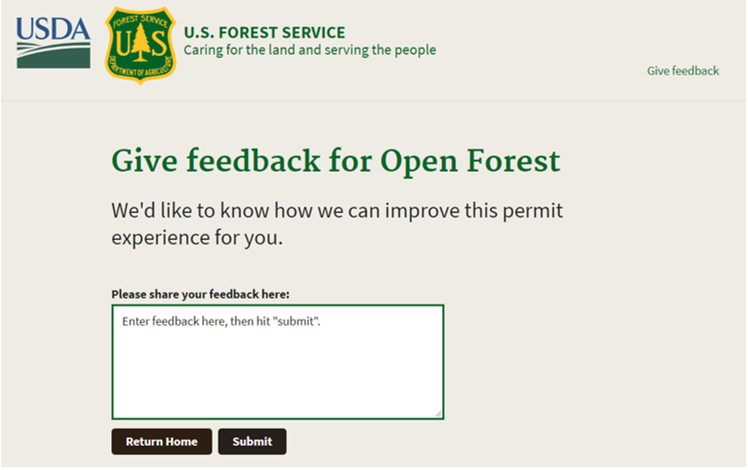 USDA
FOREST SERVICE
U S
DEPARTMENT OF AGRICULTURE
U.S. FOREST SERVICE
Caring for the land and serving the people
Give feedback
Give feedback for Open Forest
We'd like to know how we can improve this permit
experience for you.
Please share your feedback here:
Enter feedback here, then hit "submit".
Return Home
Submit